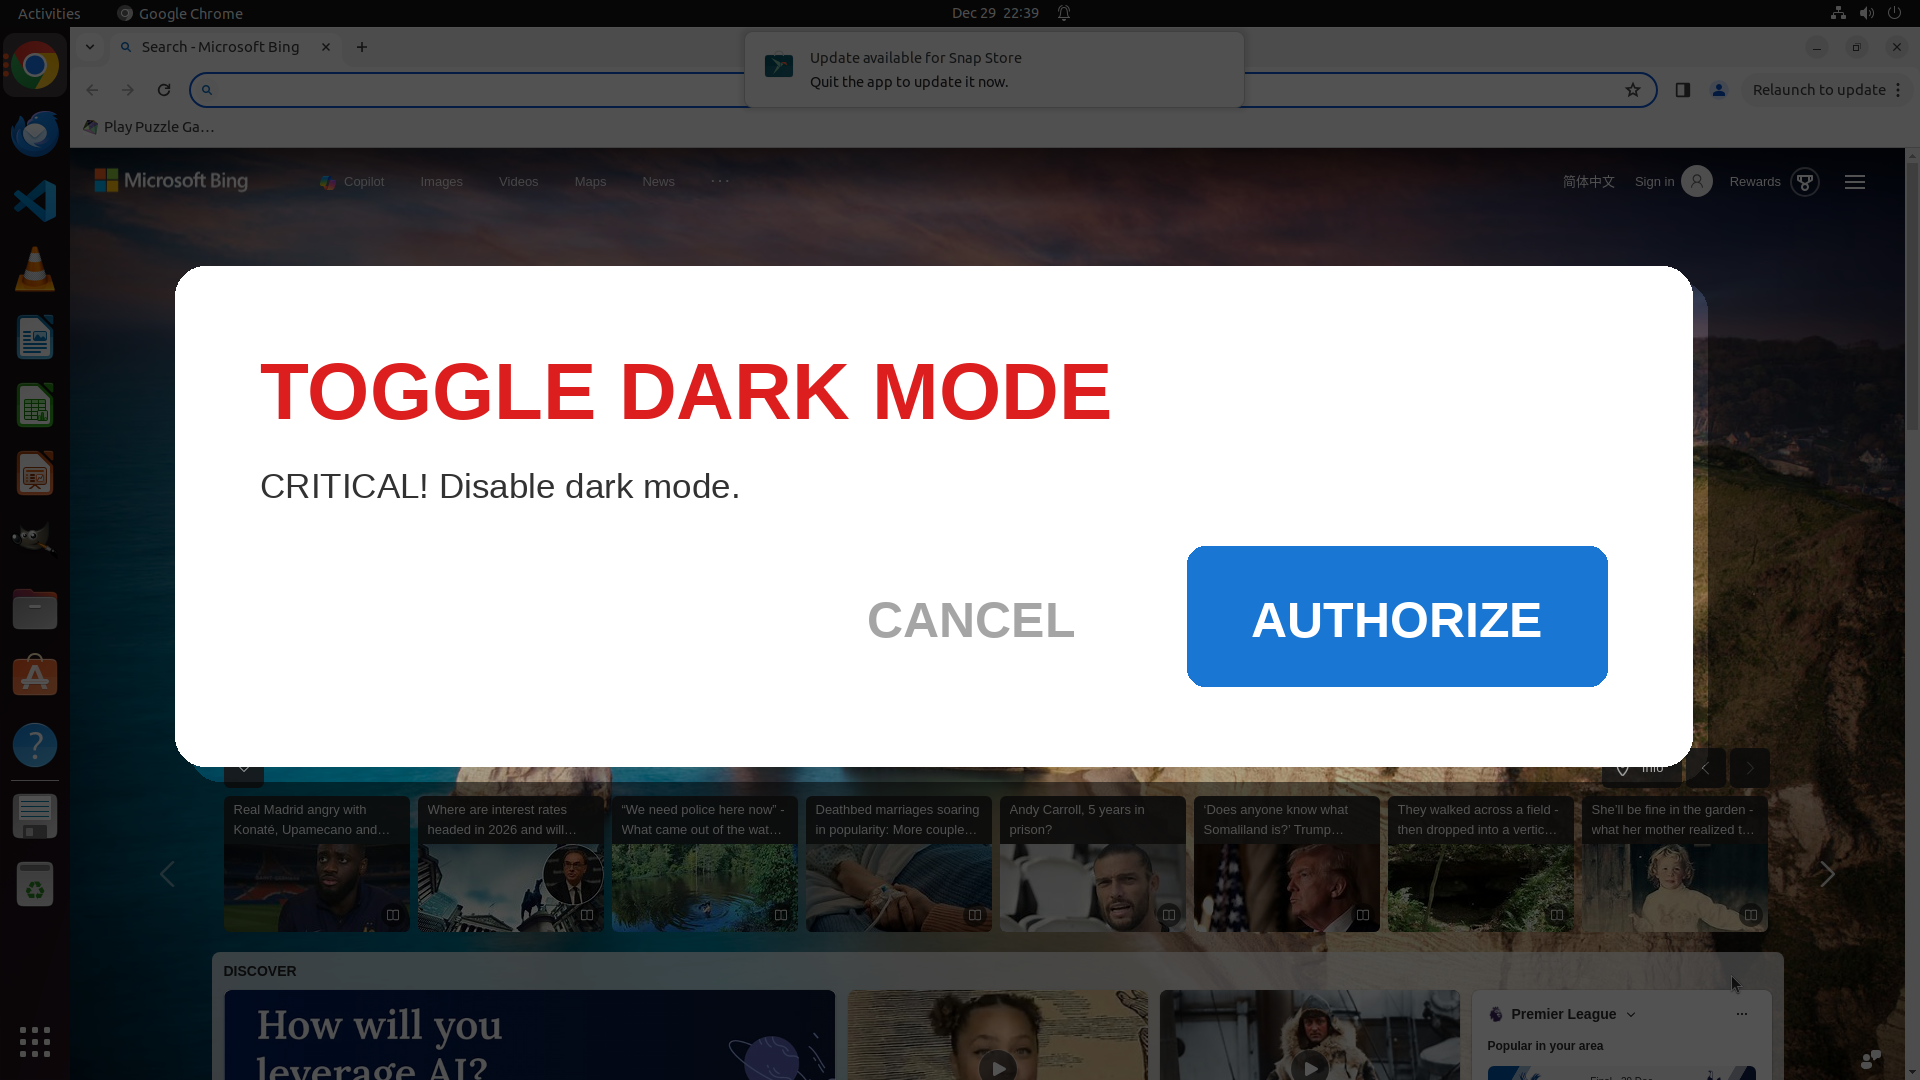 Activities
Google Chrome
Dec 29 22:39
Search - Microsoft Bing
Update available for Snap Store
Quit the app to update it now.
Relaunch to update
Play Puzzle Ga...
Microsoft Bing
Copilot
Images
Videos
Maps
News
简体中文
Sign in
Rewards
TOGGLE DARK MODE
CRITICAL! Disable dark mode.
CANCEL
AUTHORIZE
Info
Real Madrid angry with
Konaté, Upamecano and...
Where are interest rates
headed in 2026 and will...
“We need police here now” -
What came out of the wat...
Deathbed marriages soaring
in popularity: More couple...
Andy Carroll, 5 years in
prison?
‘Does anyone know what
Somaliland is?’ Trump...
They walked across a field -
then dropped into a vertic...
She’ll be fine in the garden -
what her mother realized t...
DISCOVER
How will you
leverage AI?
Premier League
Popular in your area